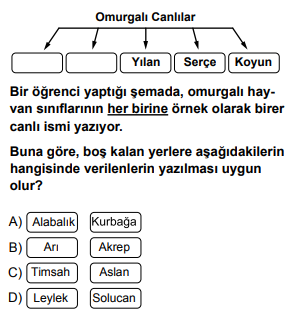 Omurgalı Canlılar
Yılan Serçe Koyun
Bir öğrenci yaptığı şemada, omurgalı hay-
van sınıflarının her birine örnek olarak birer
canlı ismi yazıyor.
Buna göre, boş kalan yerlere aşağıdakilerin
hangisinde verilenlerin yazılması uygun
olur?
A) Alabalık Kurbağa
B) Arı Akrep
C) Timsah Aslan
D) Leylek Solucan